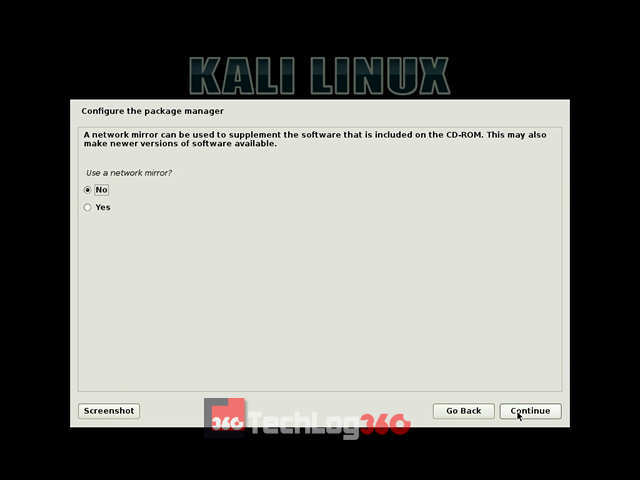 KALI LINUX
Configure the package manager
A network mirror can be used to supplement the software that is included on the CD-ROM. This may also
make newer versions of software available.
Use a network mirror?
No
Yes
Screenshot
Go Back
Continue
360 TechLog360